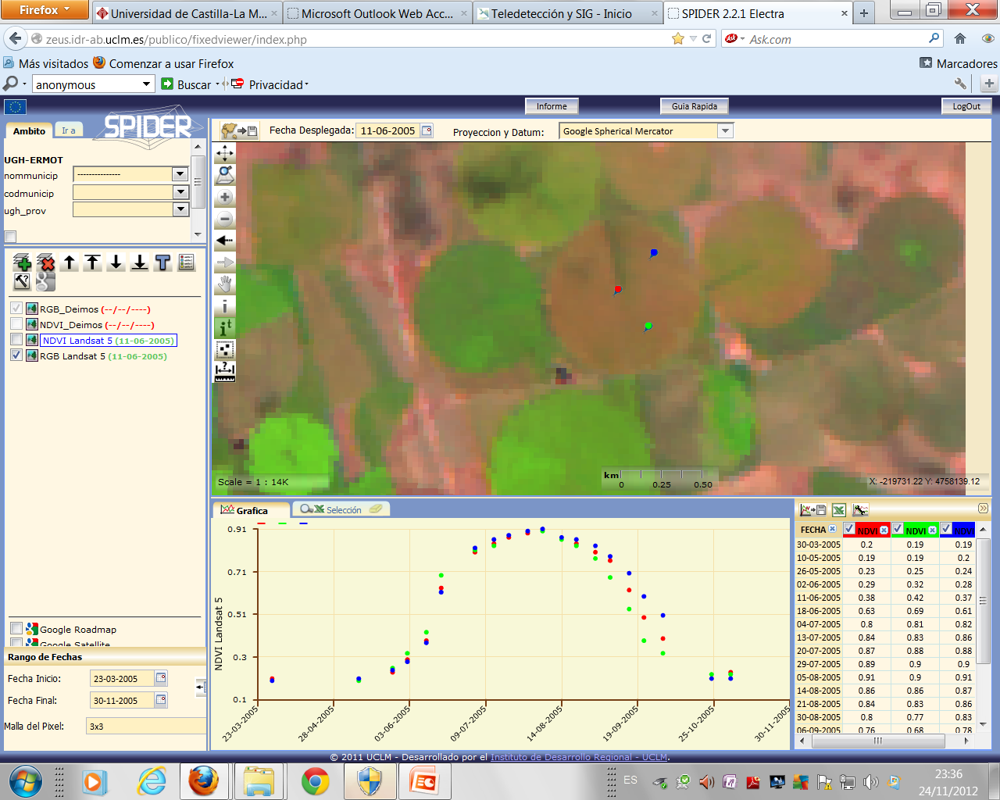 Firefox
Universidad de Castilla-La M...
Microsoft Outlook Web Acc...
Teledetección y SIG - Inicio
SPIDER 2.2.1 Electra
zeus.idr-ab.uclm.es/publico/fixedviewer/index.php
Ask Ask.com
Más visitados Comenzar a usar Firefox Marcadores
anonymous Buscar Privacidad
Informe Guia Rapida LogOut
Ambito Ir a SPIDER
Fecha Desplegada: 11-06-2005 Proyeccion y Datum: Google Spherical Mercator
UGH-ERMOT
nommunicip ---------------
codmunicip
ugh_prov
RGB_Deimos (--/--/----)
NDVI_Deimos (--/--/----)
NDVI Landsat 5 (11-06-2005)
RGB Landsat 5 (11-06-2005)
Google Roadmap
Google Satellite
Rango de Fechas
Fecha Inicio: 23-03-2005
Fecha Final: 30-11-2005
Malla del Pixel: 3x3
Scale = 1 : 14K
km
0 0.25 0.50
X: -219731.22 Y: 4758139.12
Grafica Selección
NDVI Landsat 5
0.91
0.71
0.51
0.3
0.1
23-03-2005 28-04-2005 03-06-2005 09-07-2005 14-08-2005 19-09-2005 25-10-2005 30-11-2005
FECHA NDVI NDVI NDV
30-03-2005 0.2 0.19 0.19
10-05-2005 0.19 0.19 0.2
26-05-2005 0.23 0.25 0.24
02-06-2005 0.29 0.32 0.28
11-06-2005 0.38 0.42 0.37
18-06-2005 0.63 0.69 0.61
04-07-2005 0.8 0.81 0.82
13-07-2005 0.84 0.83 0.86
20-07-2005 0.87 0.88 0.88
29-07-2005 0.89 0.9 0.9
05-08-2005 0.91 0.9 0.91
14-08-2005 0.86 0.86 0.87
21-08-2005 0.84 0.83 0.86
30-08-2005 0.8 0.77 0.83
06-09-2005 0.76 0.68 0.78
© 2011 UCLM - Desarrollado por el Instituto de Desarrollo Regional - UCLM.
ES
23:36
24/11/2012